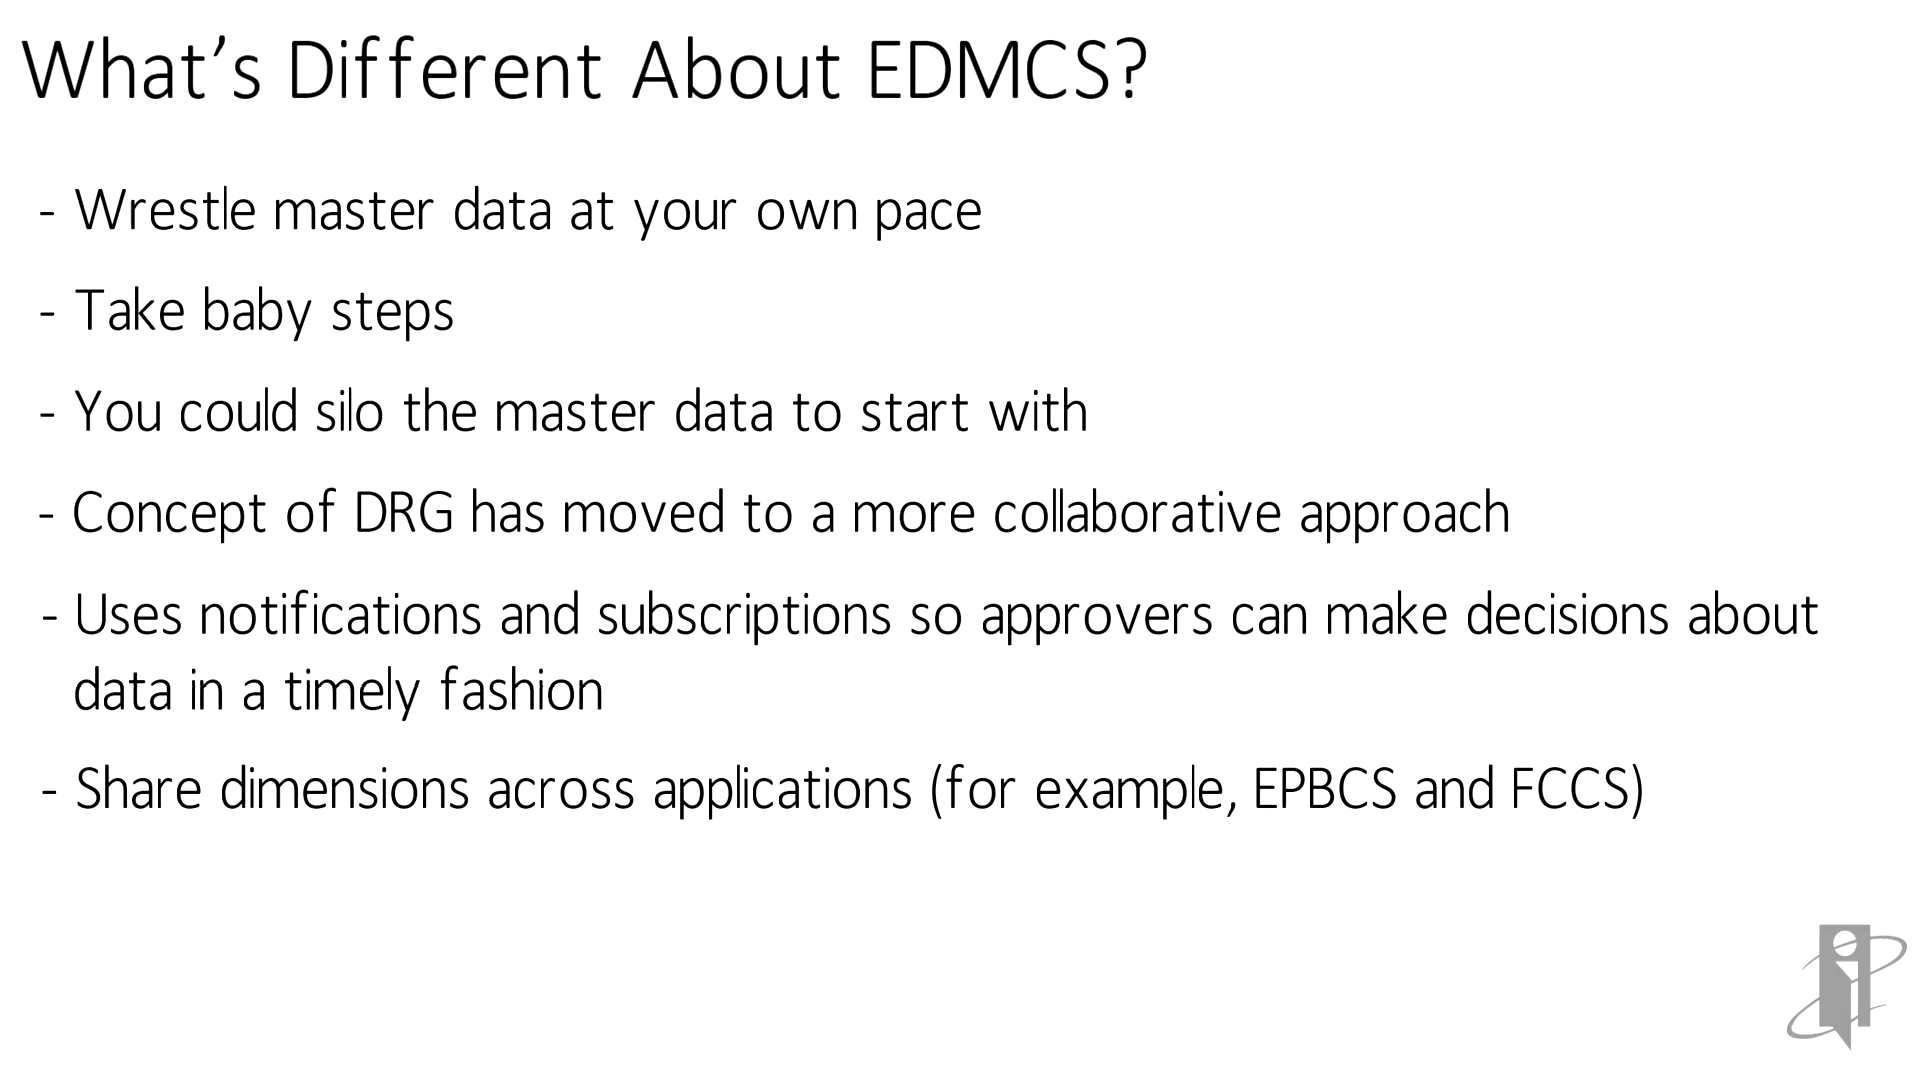 What’s Different About EDMCS?
- Wrestle master data at your own pace
- Take baby steps
- You could silo the master data to start with
- Concept of DRG has moved to a more collaborative approach
- Uses notifications and subscriptions so approvers can make decisions about
data in a timely fashion
- Share dimensions across applications (for example, EPBCS and FCCS)